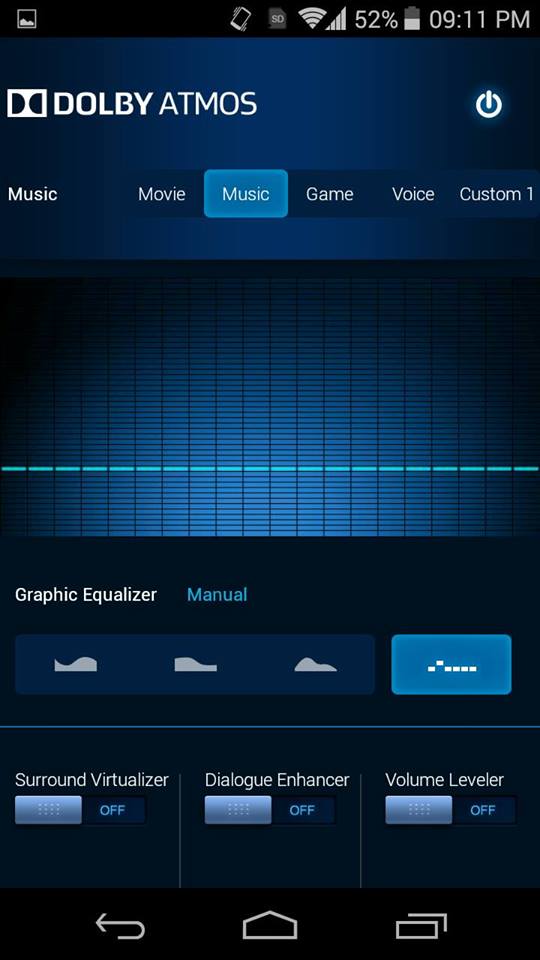 SD 52% 09:11 PM
DOLBY ATMOS
Music Movie Music Game Voice Custom 1
Graphic Equalizer Manual
Surround Virtualizer Dialogue Enhancer Volume Leveler
OFF OFF OFF